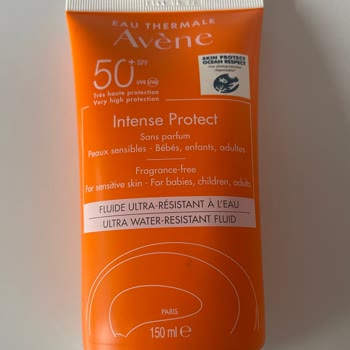 EAU THERMALE
Avène
50+ SPF
UVB UVA
Très haute protection
Very high protection
SKIN PROTECT
OCEAN RESPECT
Intense Protect
Sans parfum
Peaux sensibles - Bébés, enfants, adultes
Fragrance-free
For sensitive skin - For babies, children, adults
FLUIDE ULTRA-RÉSISTANT À L'EAU
ULTRA WATER-RESISTANT FLUID
PARIS
150 ml e